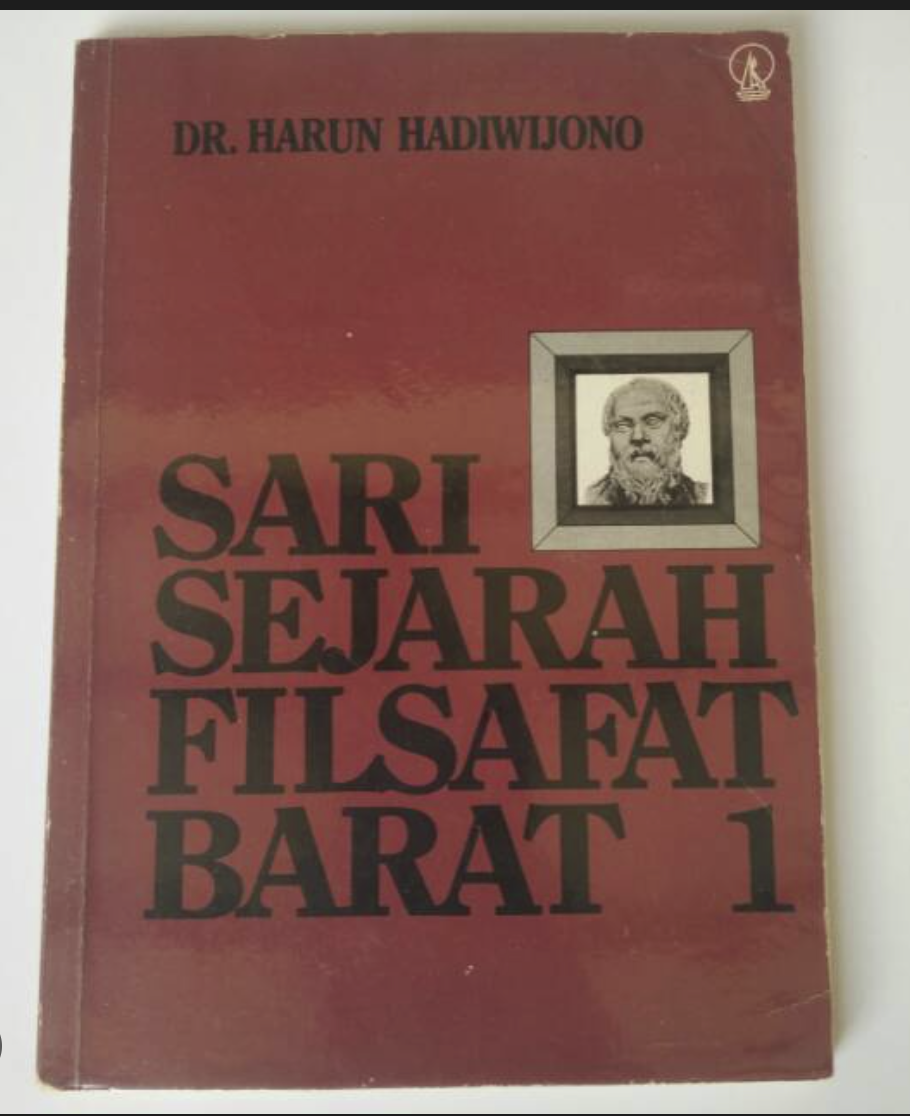 DR. HARUN HADIWIJONO
SARI
SEJARAH
FILSAFAT
BARAT 1